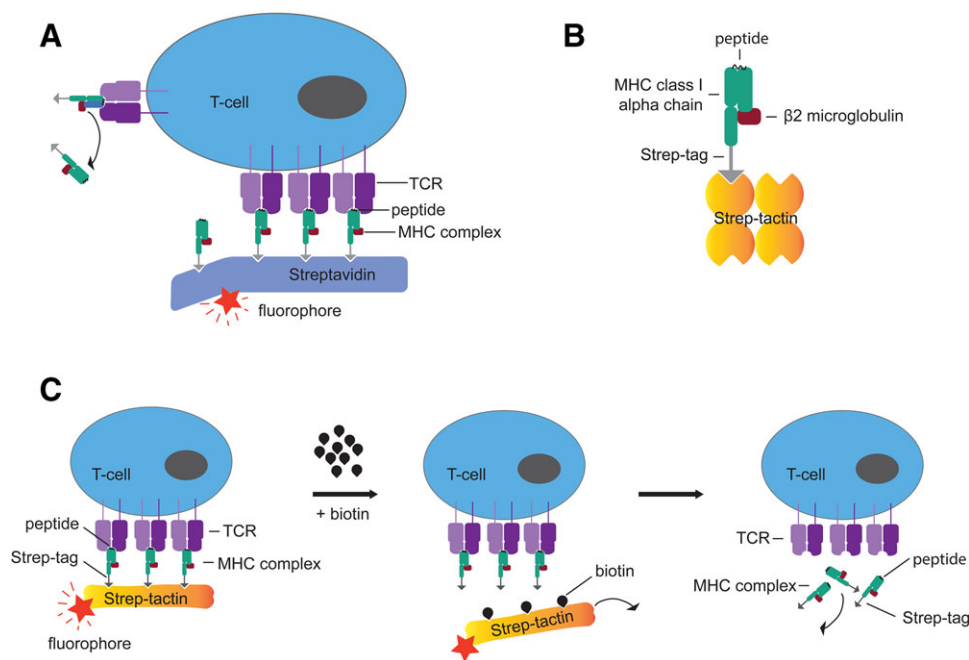 A
T-cell
TCR
peptide
MHC complex
Streptavidin
fluorophore
B
peptide
MHC class I
alpha chain
β2 microglobulin
Strep-tag
Strep-tactin
C
T-cell
peptide
TCR
Strep-tag
MHC complex
Strep-tactin
fluorophore
+ biotin
T-cell
biotin
Strep-tactin
T-cell
TCR
peptide
MHC complex
Strep-tag